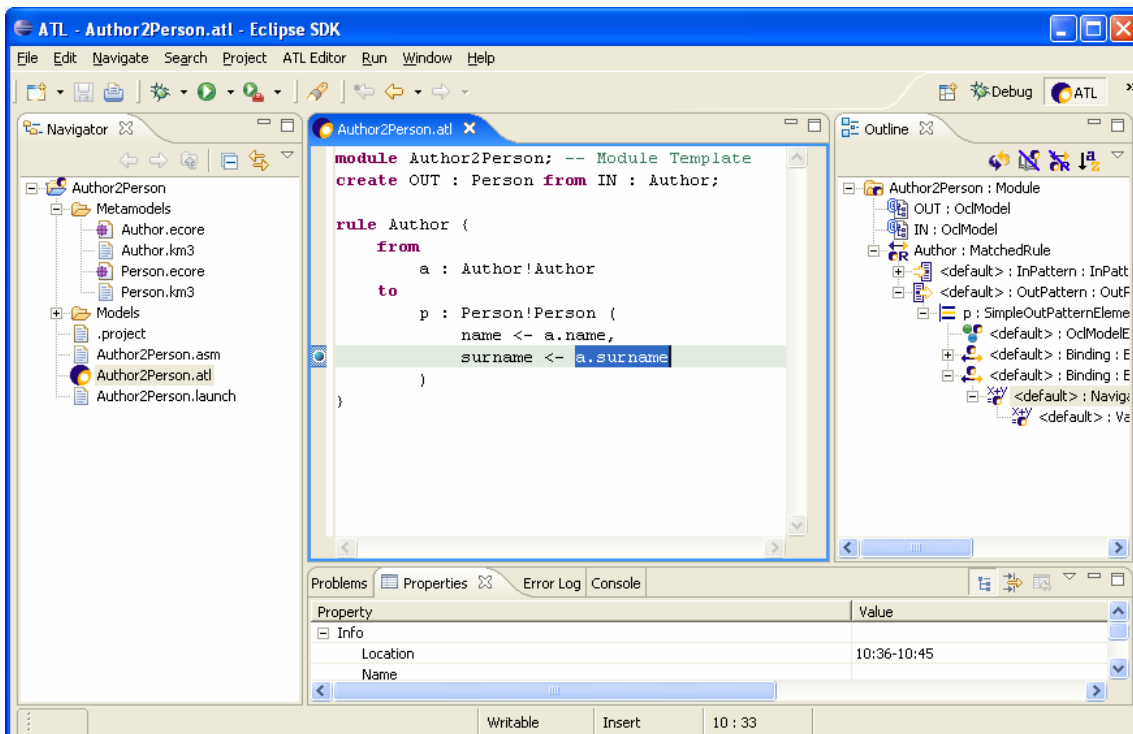 ATL - Author2Person.atl - Eclipse SDK
File Edit Navigate Search Project ATL Editor Run Window Help
Debug ATL »
Navigator
Author2Person
Metamodels
Author.ecore
Author.km3
Person.ecore
Person.km3
Models
.project
Author2Person.asm
Author2Person.atl
Author2Person.launch
Author2Person.atl
module Author2Person; -- Module Template
create OUT : Person from IN : Author;
rule Author {
from
a : Author!Author
to
p : Person!Person (
name <- a.name,
surname <- a.surname
)
}
Outline
Author2Person : Module
OUT : OclModel
IN : OclModel
Author : MatchedRule
<default> : InPattern : InPatt
<default> : OutPattern : OutP
p : SimpleOutPatternEleme
<default> : OclModelE
<default> : Binding : E
<default> : Binding : E
<default> : Naviga
<default> : Va
Problems Properties Error Log Console
Property Value
Info
Location 10:36-10:45
Name
Writable Insert 10 : 33